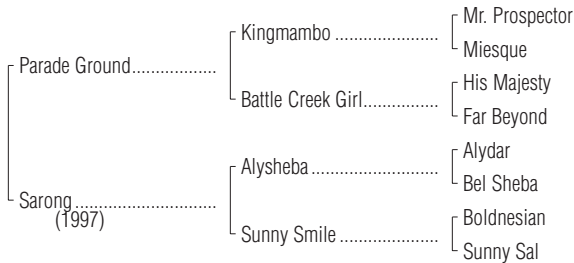 Mr. Prospector
Kingmambo ....................
Miesque
Parade Ground.................
His Majesty
Battle Creek Girl...............
Far Beyond
Alydar
Alysheba .........................
Bel Sheba
Sarong ............................
(1997)
Boldnesian
Sunny Smile ...................
Sunny Sal